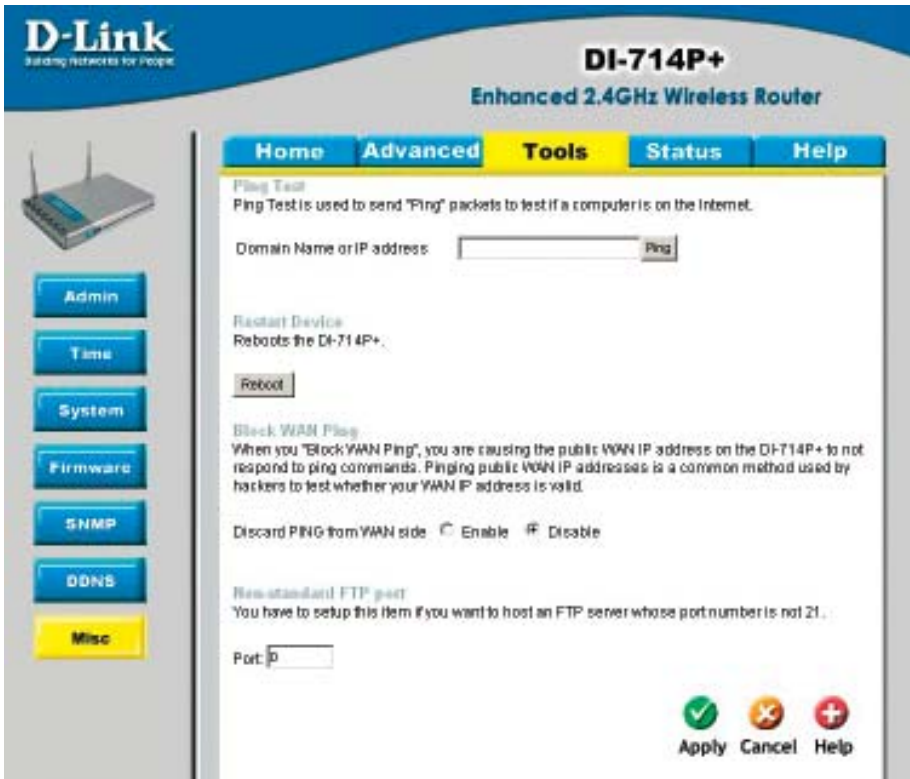 D-Link
Building Networks for People
DI-714P+
Enhanced 2.4GHz Wireless Router
Home Advanced Tools Status Help
Admin
Time
System
Firmware
SNMP
DDNS
Misc
Ping Test
Ping Test is used to send "Ping" packets to test if a computer is on the Internet.
Domain Name or IP address Ping
Restart Device
Reboots the DI-714P+.
Reboot
Block WAN Ping
When you "Block WAN Ping", you are causing the public WAN IP address on the DI-714P+ to not
respond to ping commands. Pinging public WAN IP addresses is a common method used by
hackers to test whether your WAN IP address is valid.
Discard PING from WAN side Enable Disable
Non-standard FTP port
You have to setup this item if you want to host an FTP server whose port number is not 21.
Port: 0
Apply Cancel Help